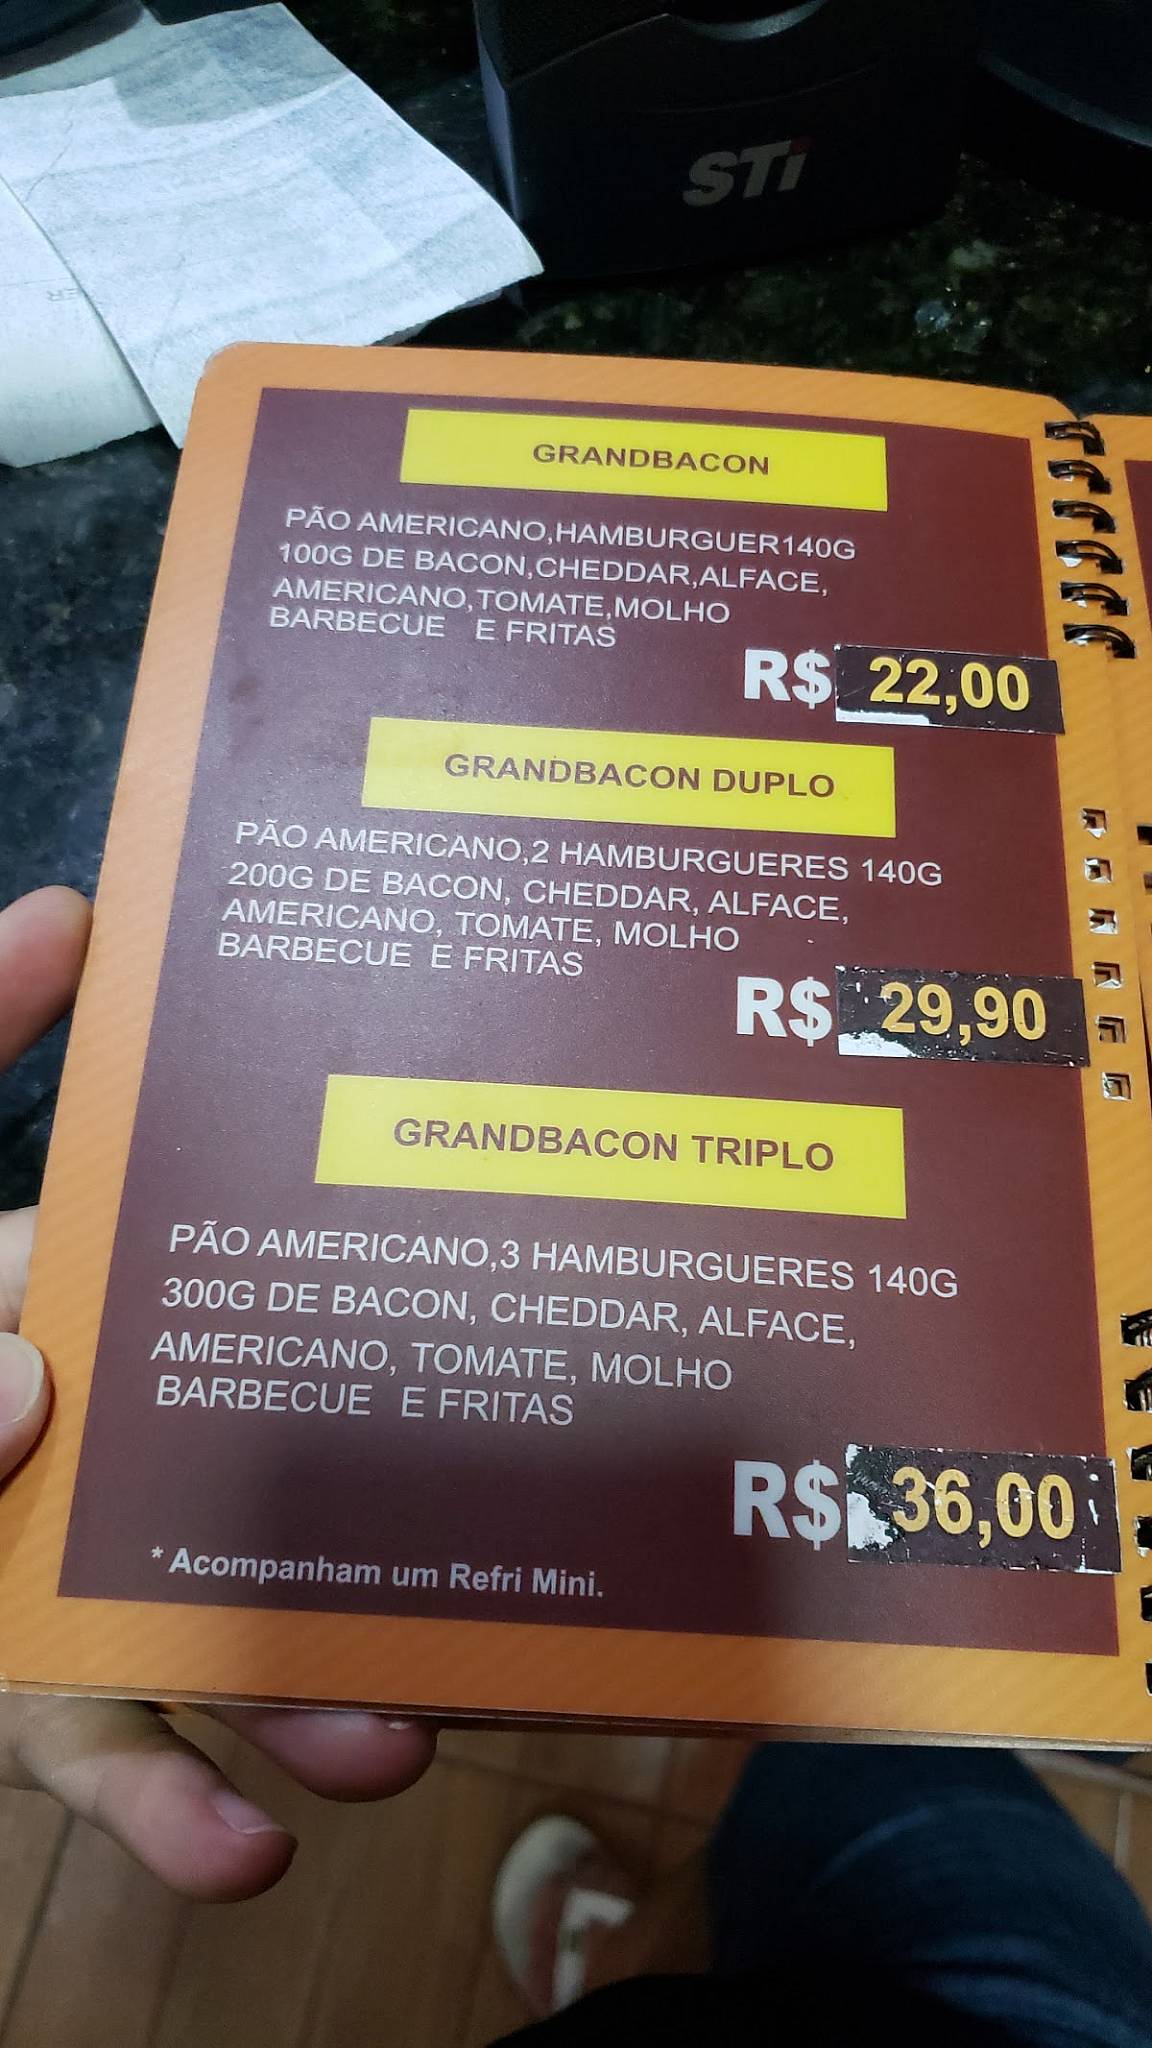 STi
GRANDBACON
PÃO AMERICANO,HAMBURGUER140G
100G DE BACON,CHEDDAR,ALFACE,
AMERICANO,TOMATE,MOLHO
BARBECUE E FRITAS
R$ 22,00
GRANDBACON DUPLO
PÃO AMERICANO,2 HAMBURGUERES 140G
200G DE BACON, CHEDDAR, ALFACE,
AMERICANO, TOMATE, MOLHO
BARBECUE E FRITAS
R$ 29,90
GRANDBACON TRIPLO
PÃO AMERICANO,3 HAMBURGUERES 140G
300G DE BACON, CHEDDAR, ALFACE,
AMERICANO, TOMATE, MOLHO
BARBECUE E FRITAS
R$ 36,00
* Acompanham um Refri Mini.